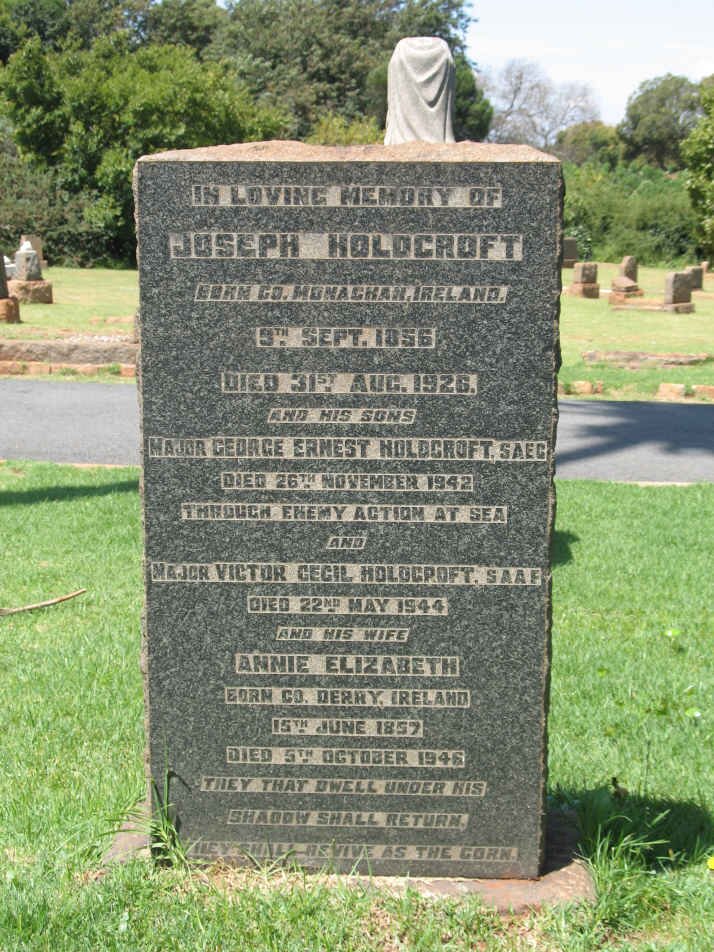 IN LOVING MEMORY OF
JOSEPH HOLDCROFT
BORN CO. MONAGHAN, IRELAND.
SEPT. 1856
DIED 31ST AUG. 1926.
AND HIS SONS
MAJOR GEORGE ERNEST HOLDCROFT, SAEC
DIED 26TH NOVEMBER 1942
THROUGH ENEMY ACTION AT SEA
AND
MAJOR VICTOR CECIL HOLDCROFT, SAAF
DIED 22ND MAY 1944
AND HIS WIFE
ANNIE ELIZABETH
BORN CO. DERRY, IRELAND
15TH JUNE 1857
DIED 5TH OCTOBER 1946
THEY THAT DWELL UNDER HIS
SHADOW SHALL RETURN,
THEY SHALL REVIVE AS THE CORN.